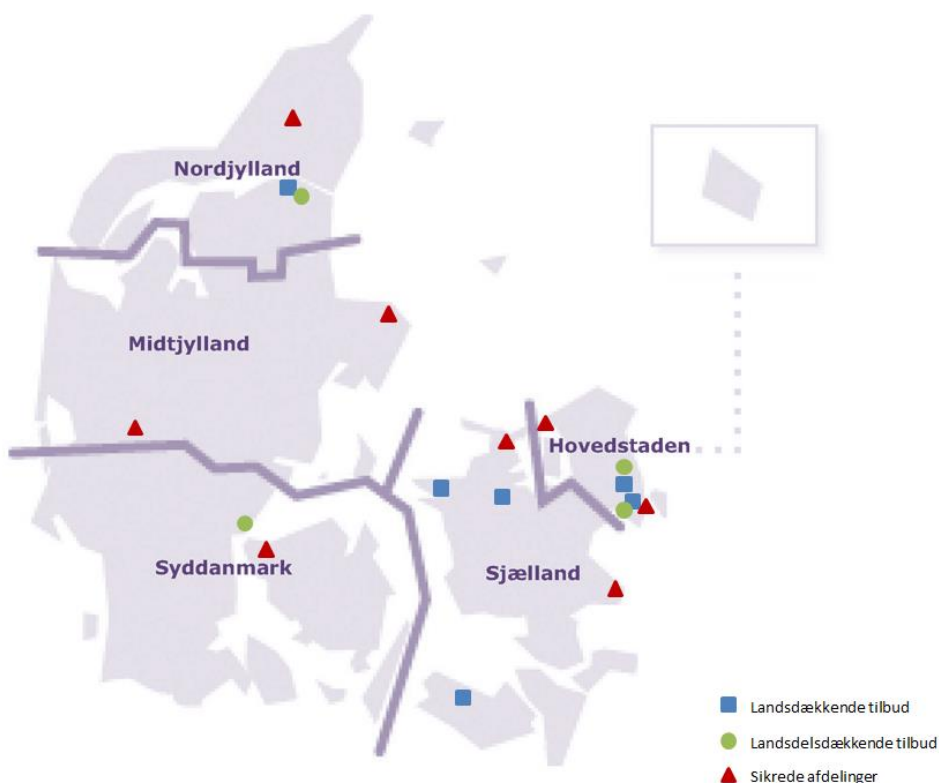 Nordjylland
Midtjylland
Hovedstaden
Syddanmark
Sjælland
Landsdækkende tilbud
Landsdelsdækkende tilbud
Sikrede afdelinger